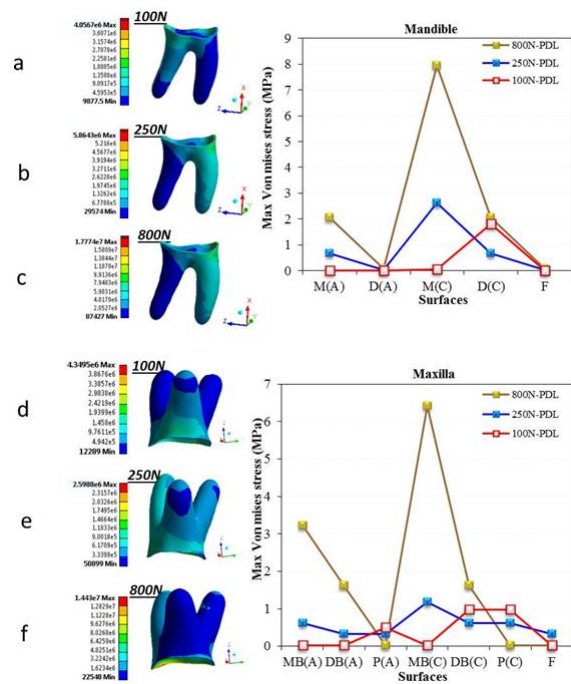 a
100N
4.0567e6 Max
3.6071e6
3.1574e6
2.7078e6
2.2581e6
1.8085e6
1.3588e6
9.0917e5
4.5953e5
9877.5 Min
b
250N
5.8643e6 Max
5.216e6
4.5677e6
3.9194e6
3.2711e6
2.6228e6
1.9745e6
1.3262e6
6.7788e5
29574 Min
c
800N
1.7774e7 Max
1.5809e7
1.3844e7
1.1879e7
9.9136e6
7.9483e6
5.9831e6
4.0179e6
2.0527e6
87427 Min
Mandible
Max Von mises stress (MPa)
9
8
7
6
5
4
3
2
1
0
800N-PDL
250N-PDL
100N-PDL
M(A) D(A) M(C) D(C) F
Surfaces
d
100N
4.3495e6 Max
3.8676e6
3.3857e6
2.9038e6
2.4219e6
1.9399e6
1.458e6
9.7611e5
4.942e5
12289 Min
e
250N
2.5988e6 Max
2.3157e6
2.0326e6
1.7495e6
1.4664e6
1.1833e6
9.0018e5
6.1709e5
3.3399e5
50899 Min
f
800N
1.443e7 Max
1.2829e7
1.1228e7
9.6276e6
8.0268e6
6.4259e6
4.8251e6
3.2242e6
1.6234e6
22548 Min
Maxilla
Max Von mises stress (MPa)
7
6
5
4
3
2
1
0
800N-PDL
250N-PDL
100N-PDL
MB(A) DB(A) P(A) MB(C) DB(C) P(C) F
Surfaces